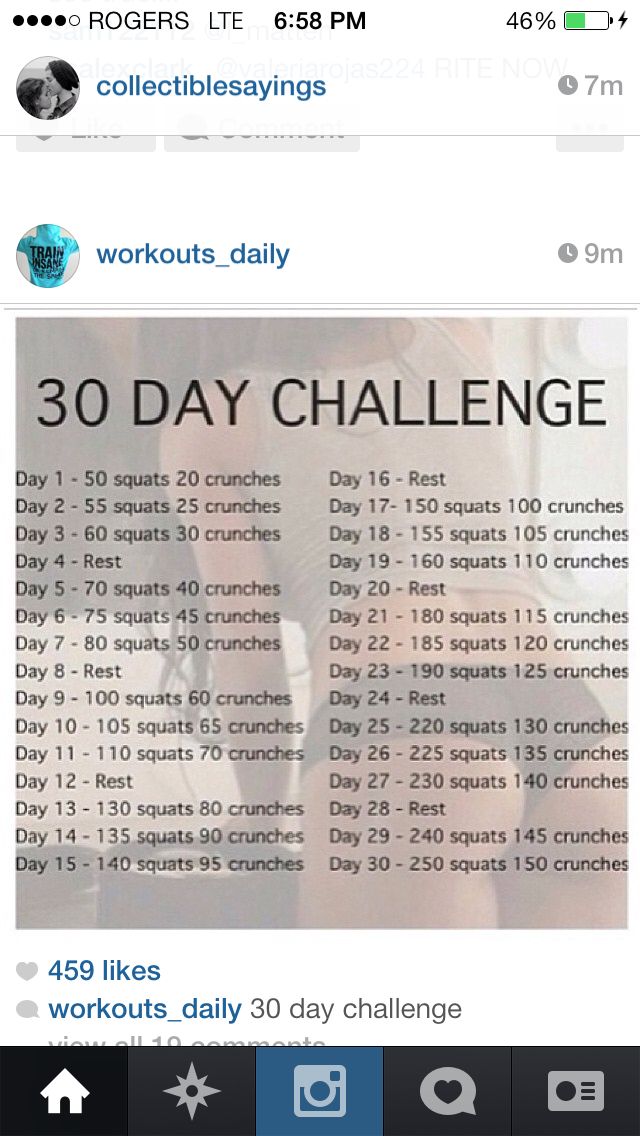 ROGERS LTE 6:58 PM 46%
@valeriarojas224 RITE NOW
collectiblesayings 7m
Like Comment
workouts_daily 9m
TRAIN
INSANE
30 DAY CHALLENGE
Day 1 - 50 squats 20 crunches
Day 2 - 55 squats 25 crunches
Day 3 - 60 squats 30 crunches
Day 4 - Rest
Day 5 - 70 squats 40 crunches
Day 6 - 75 squats 45 crunches
Day 7 - 80 squats 50 crunches
Day 8 - Rest
Day 9 - 100 squats 60 crunches
Day 10 - 105 squats 65 crunches
Day 11 - 110 squats 70 crunches
Day 12 - Rest
Day 13 - 130 squats 80 crunches
Day 14 - 135 squats 90 crunches
Day 15 - 140 squats 95 crunches
Day 16 - Rest
Day 17- 150 squats 100 crunches
Day 18 - 155 squats 105 crunches
Day 19 - 160 squats 110 crunches
Day 20 - Rest
Day 21 - 180 squats 115 crunches
Day 22 - 185 squats 120 crunches
Day 23 - 190 squats 125 crunches
Day 24 - Rest
Day 25 - 220 squats 130 crunches
Day 26 - 225 squats 135 crunches
Day 27 - 230 squats 140 crunches
Day 28 - Rest
Day 29 - 240 squats 145 crunches
Day 30 - 250 squats 150 crunches
459 likes
workouts_daily 30 day challenge
view all 19 comments